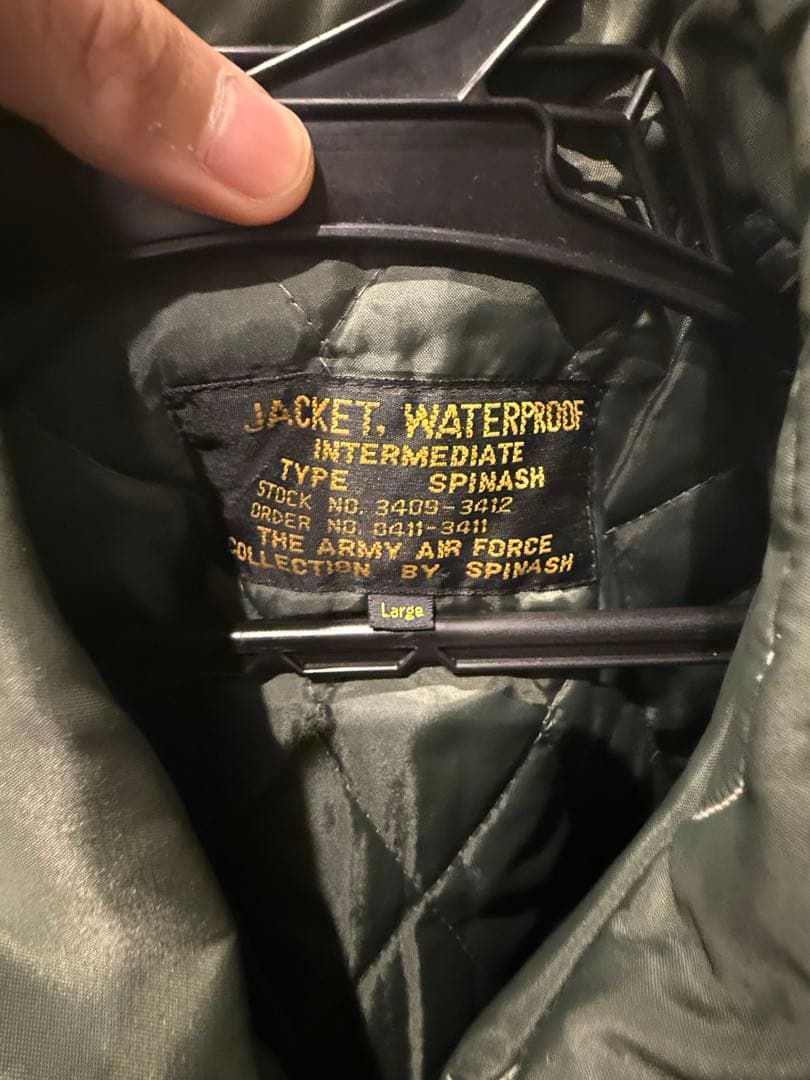 JACKET, WATERPROOF
INTERMEDIATE
TYPE SPINASH
STOCK NO. 3409-3412
ORDER NO. 0411-3411
THE ARMY AIR FORCE
COLLECTION BY SPINASH
Large